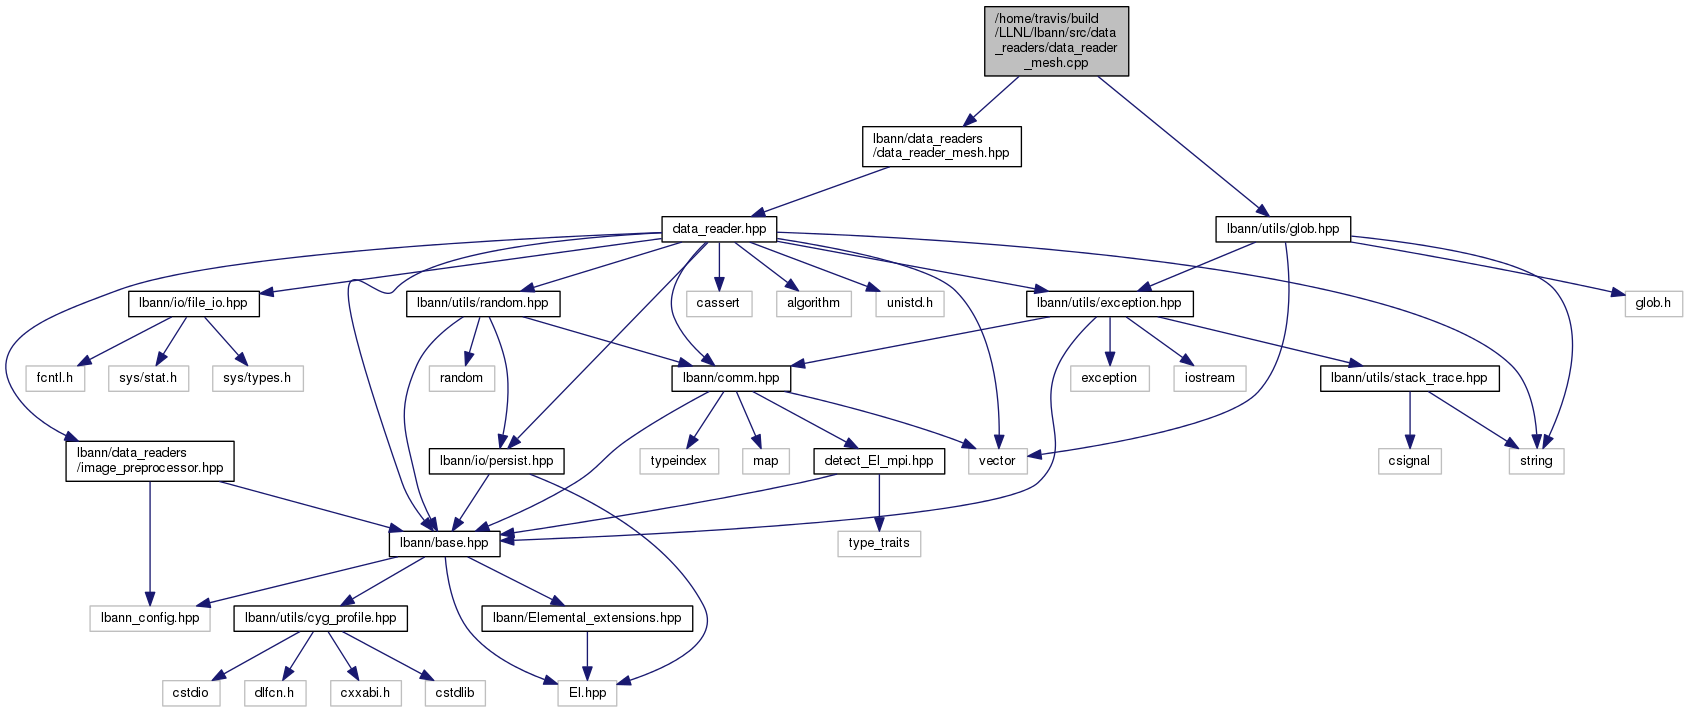 /home/travis/build
/LLNL/lbann/src/data
_readers/data_reader
_mesh.cpp
lbann/data_readers
/data_reader_mesh.hpp
data_reader.hpp
lbann/utils/glob.hpp
lbann/io/file_io.hpp
lbann/utils/random.hpp
cassert
algorithm
unistd.h
lbann/utils/exception.hpp
glob.h
fcntl.h
sys/stat.h
sys/types.h
random
lbann/comm.hpp
exception
iostream
lbann/utils/stack_trace.hpp
lbann/data_readers
/image_preprocessor.hpp
lbann/io/persist.hpp
typeindex
map
detect_El_mpi.hpp
vector
csignal
string
lbann/base.hpp
type_traits
lbann_config.hpp
lbann/utils/cyg_profile.hpp
lbann/Elemental_extensions.hpp
cstdio
dlfcn.h
cxxabi.h
cstdlib
El.hpp